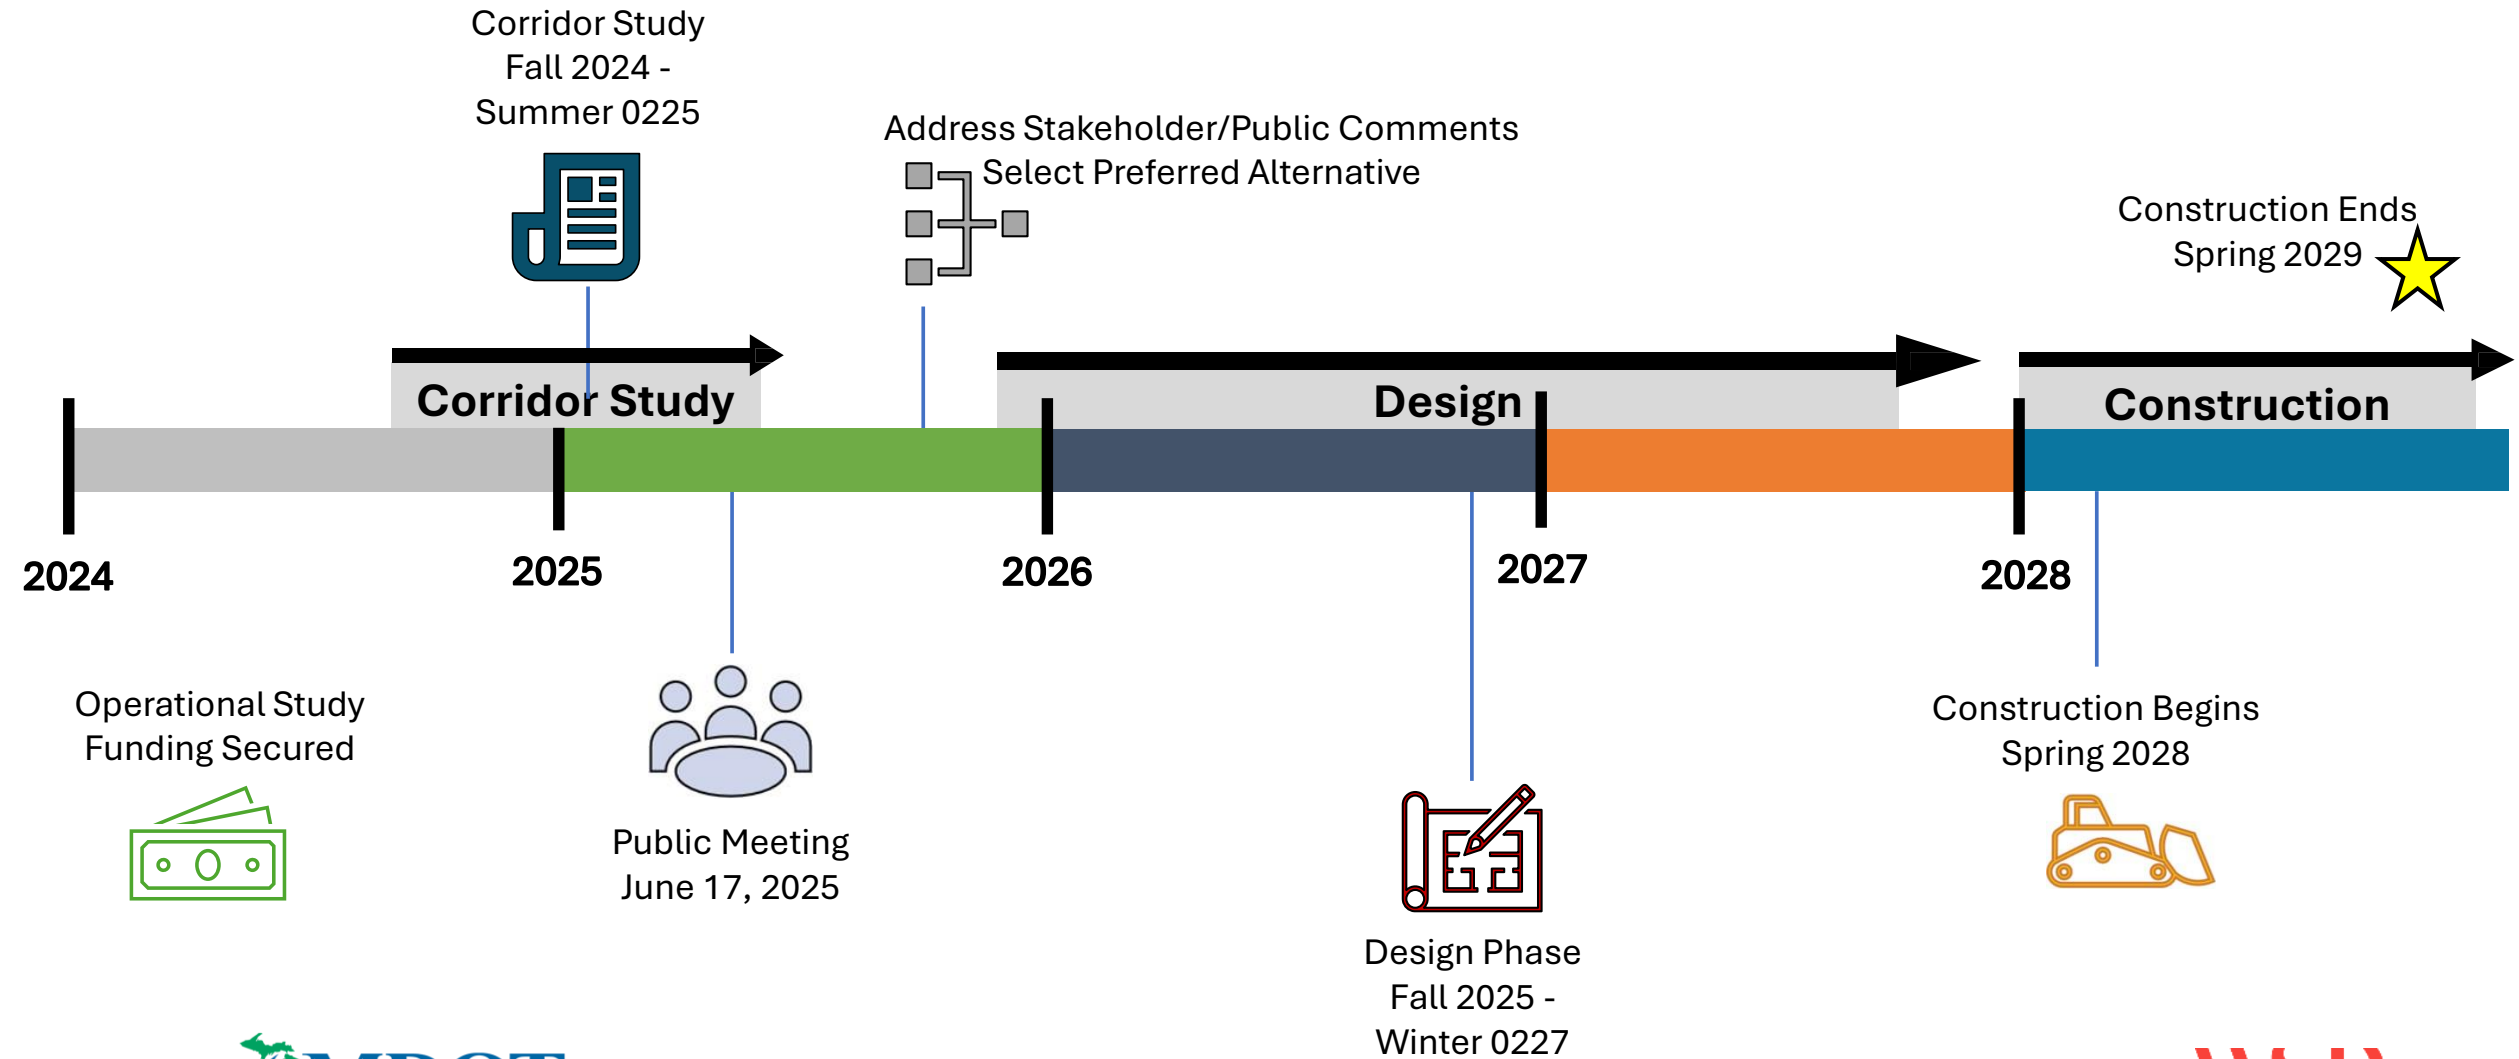 Corridor Study
Fall 2024 -
Summer 0225
Address Stakeholder/Public Comments
Select Preferred Alternative
Construction Ends
Spring 2029
Corridor Study
Design
Construction
2024
2025
2026
2027
2028
Operational Study
Funding Secured
Public Meeting
June 17, 2025
Design Phase
Fall 2025 -
Winter 0227
Construction Begins
Spring 2028